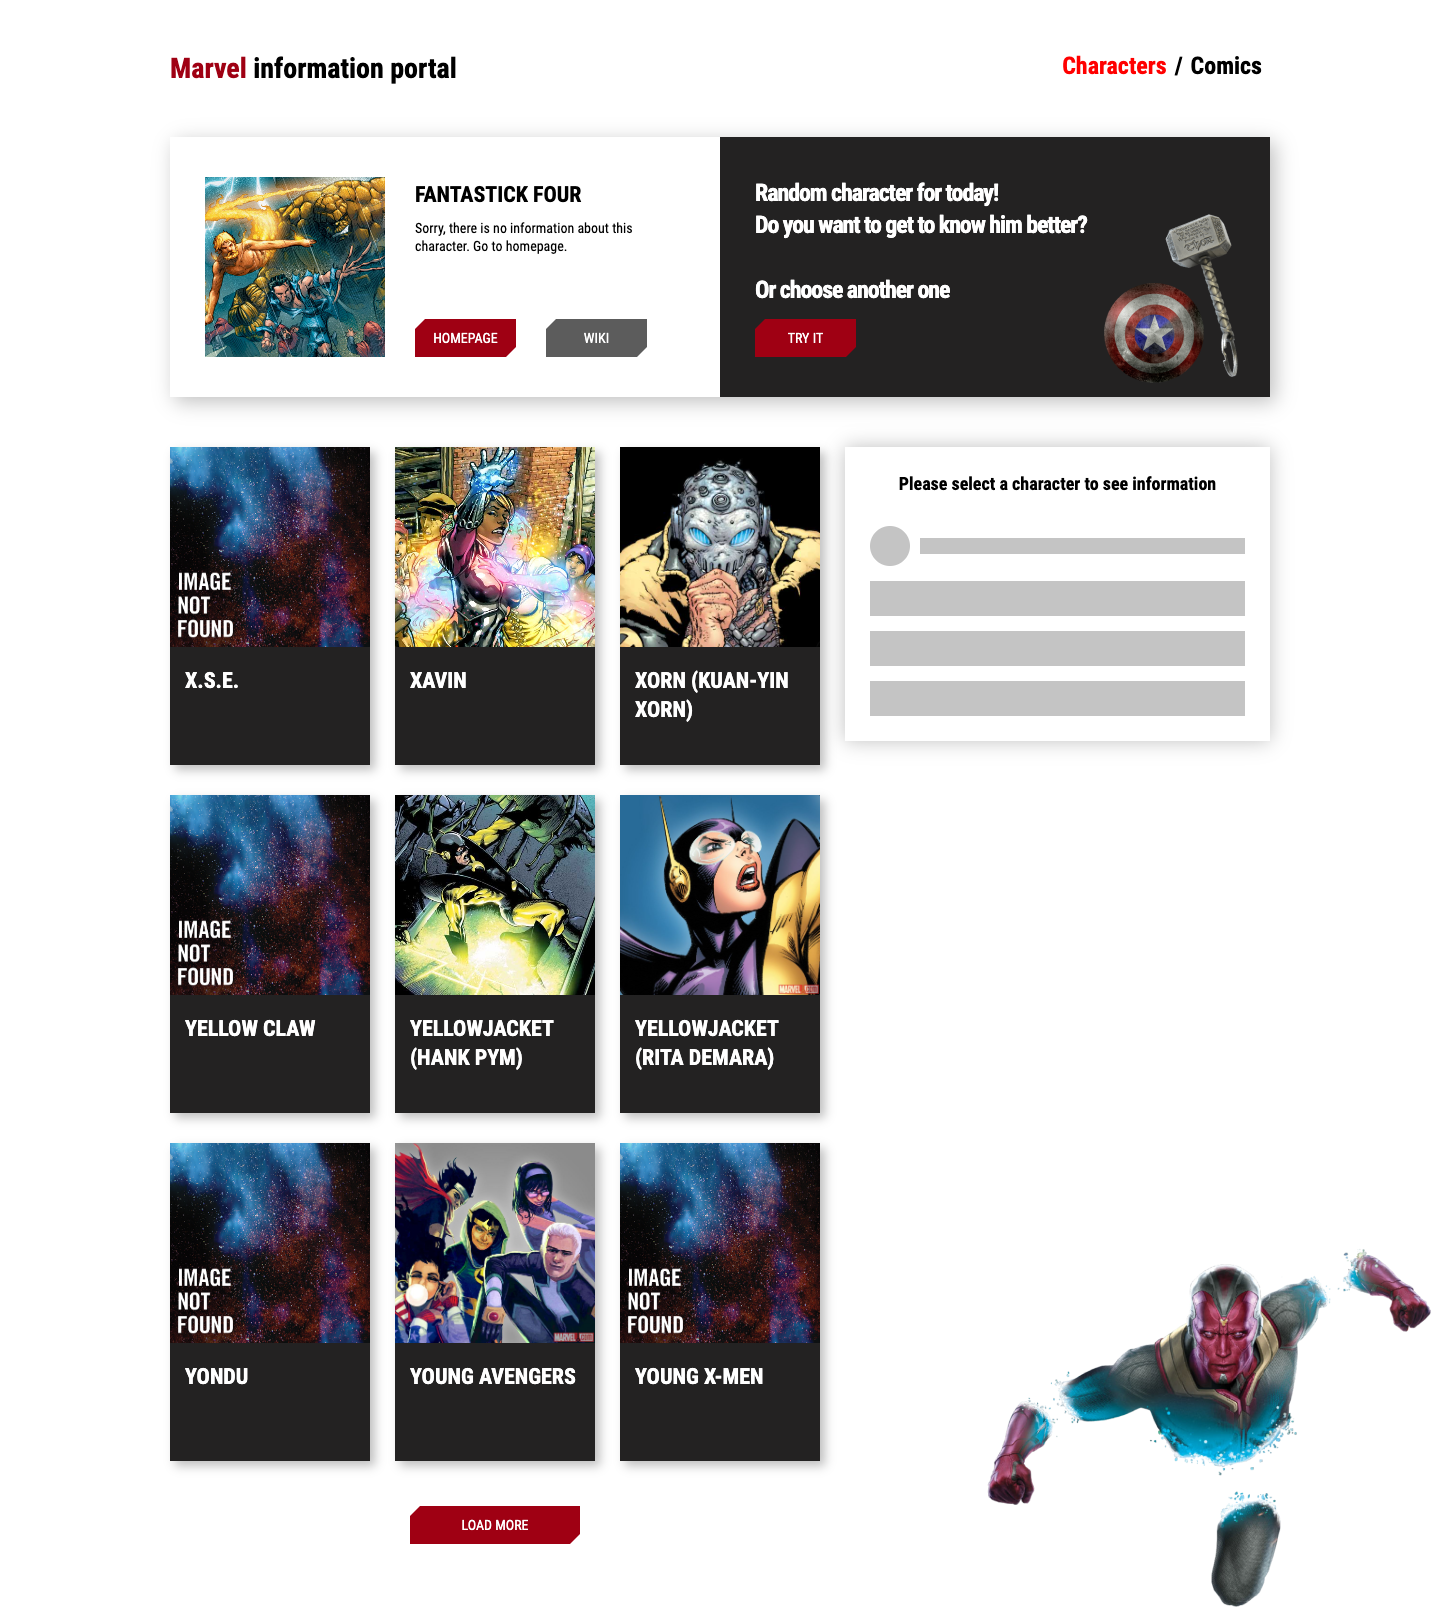 Marvel information portal
Characters / Comics
FANTASTICK FOUR
Sorry, there is no information about this
character. Go to homepage.
HOMEPAGE
WIKI
Random character for today!
Do you want to get to know him better?
Or choose another one
TRY IT
IMAGE
NOT
FOUND
X.S.E.
XAVIN
XORN (KUAN-YIN
XORN)
Please select a character to see information
IMAGE
NOT
FOUND
YELLOW CLAW
YELLOWJACKET
(HANK PYM)
MARVEL
YELLOWJACKET
(RITA DEMARA)
IMAGE
NOT
FOUND
YONDU
MARVEL
YOUNG AVENGERS
IMAGE
NOT
FOUND
YOUNG X-MEN
LOAD MORE